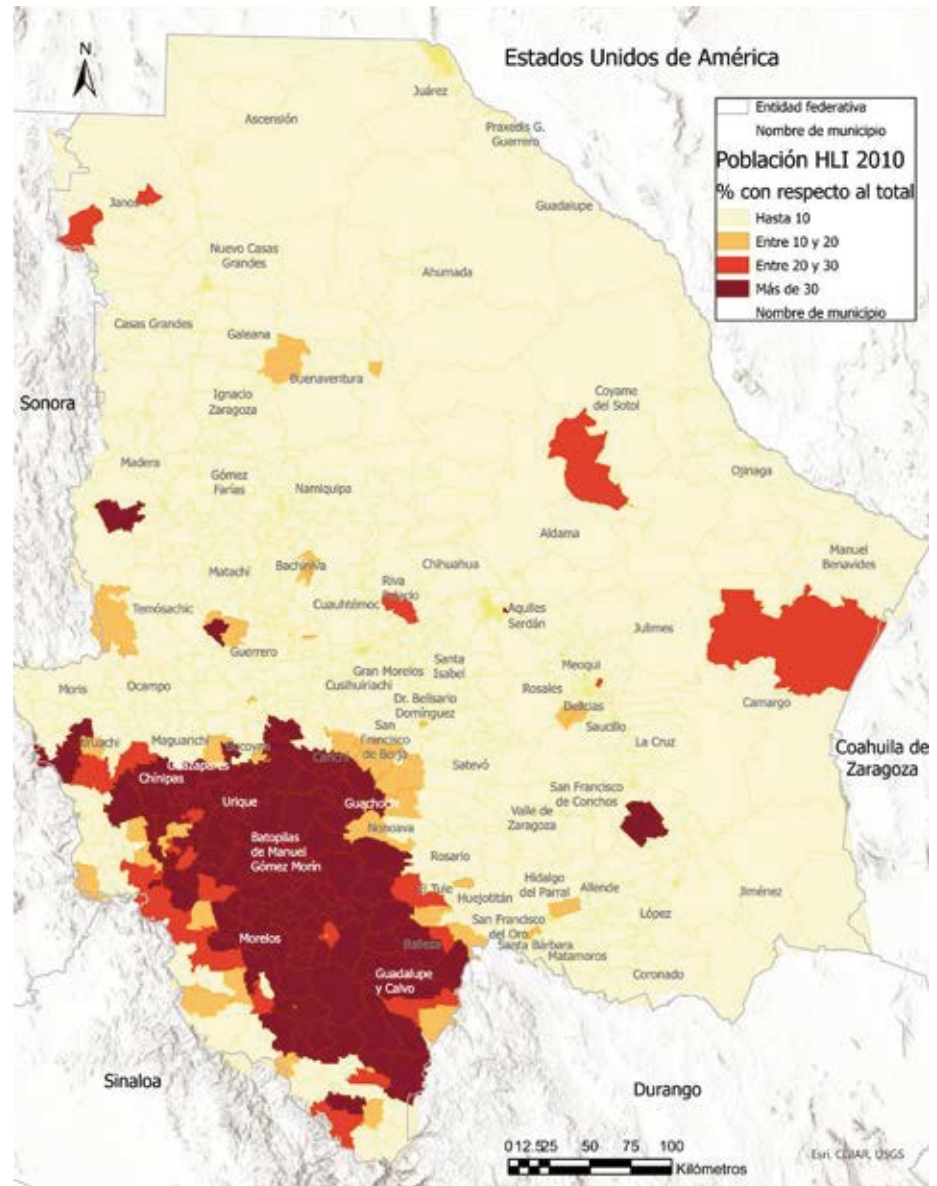 N
Estados Unidos de América
Juárez
Ascensión
Praxedis G.
Guerrero
Entidad federativa
Nombre de municipio
Población HLI 2010
% con respecto al total
Hasta 10
Entre 10 y 20
Entre 20 y 30
Más de 30
Nombre de municipio
Janos
Guadalupe
Nuevo Casas
Grandes
Ahumada
Casas Grandes
Galeana
Buenaventura
Ignacio
Zaragoza
Sonora
Coyame
del Sotol
Madera
Gómez
Farías
Namiquipa
Ojinaga
Aldama
Manuel
Benavides
Matachí
Bachíniva
Riva
Palacio
Chihuahua
Temósachic
Cuauhtémoc
Aquiles
Serdán
Julimes
Guerrero
Santa
Isabel
Meoqui
Gran Morelos
Cusihuiriachi
Moris
Ocampo
Dr. Belisario
Domínguez
Rosales
Delicias
Saucillo
Camargo
San
Francisco
de Borja
Maguarichi
Bocoyna
Carichí
La Cruz
Satevó
Coahuila de
Zaragoza
Chínipas
Urique
Guachochi
San Francisco
de Conchos
Valle de
Zaragoza
Nonoava
Batopilas
de Manuel
Gómez Morín
Rosario
El Tule
Huejotitán
Hidalgo
del Parral
Allende
Jiménez
López
San Francisco
del Oro
Santa Bárbara
Matamoros
Morelos
Balleza
Coronado
Guadalupe
y Calvo
Sinaloa
Durango
0 12.5 25 50 75 100
Kilómetros
Esri, CGIAR, USGS